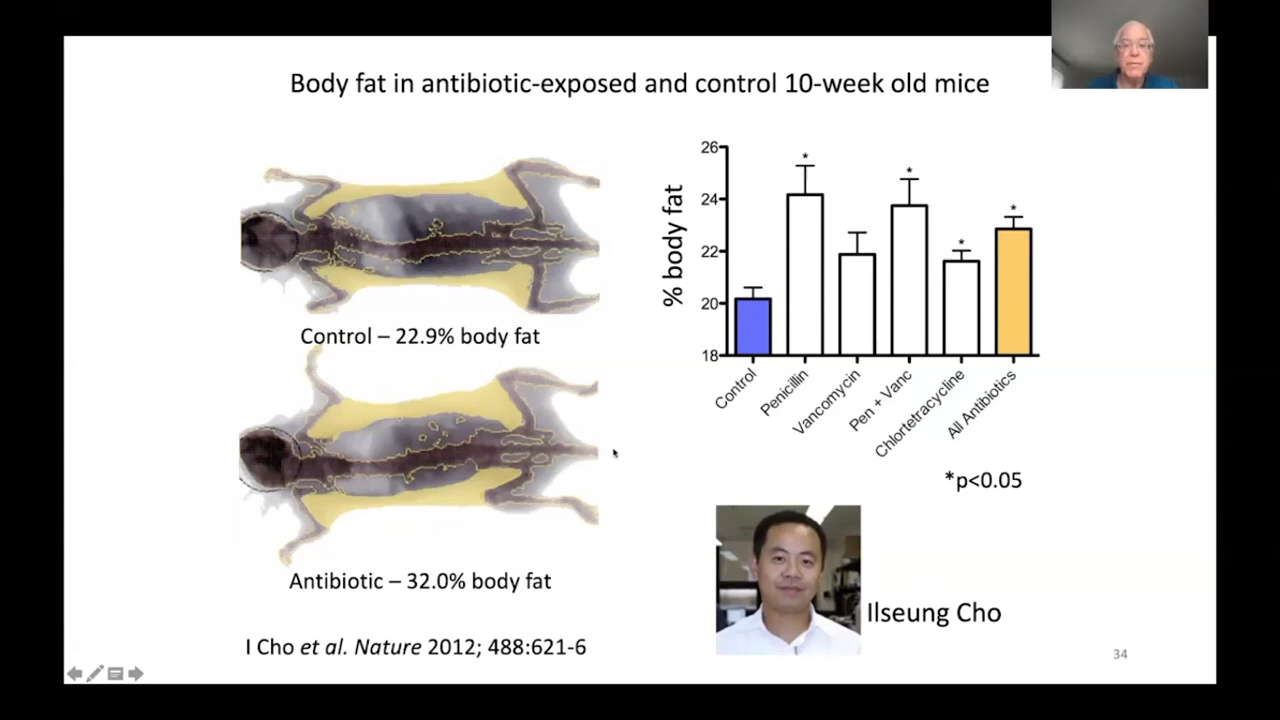 Body fat in antibiotic-exposed and control 10-week old mice
Control – 22.9% body fat
Antibiotic – 32.0% body fat
I Cho et al. Nature 2012; 488:621-6
% body fat
26
24
22
20
18
*
*
*
*
Control
Penicillin
Vancomycin
Pen + Vanc
Chlortetracycline
All Antibiotics
*p<0.05
Ilseung Cho
34